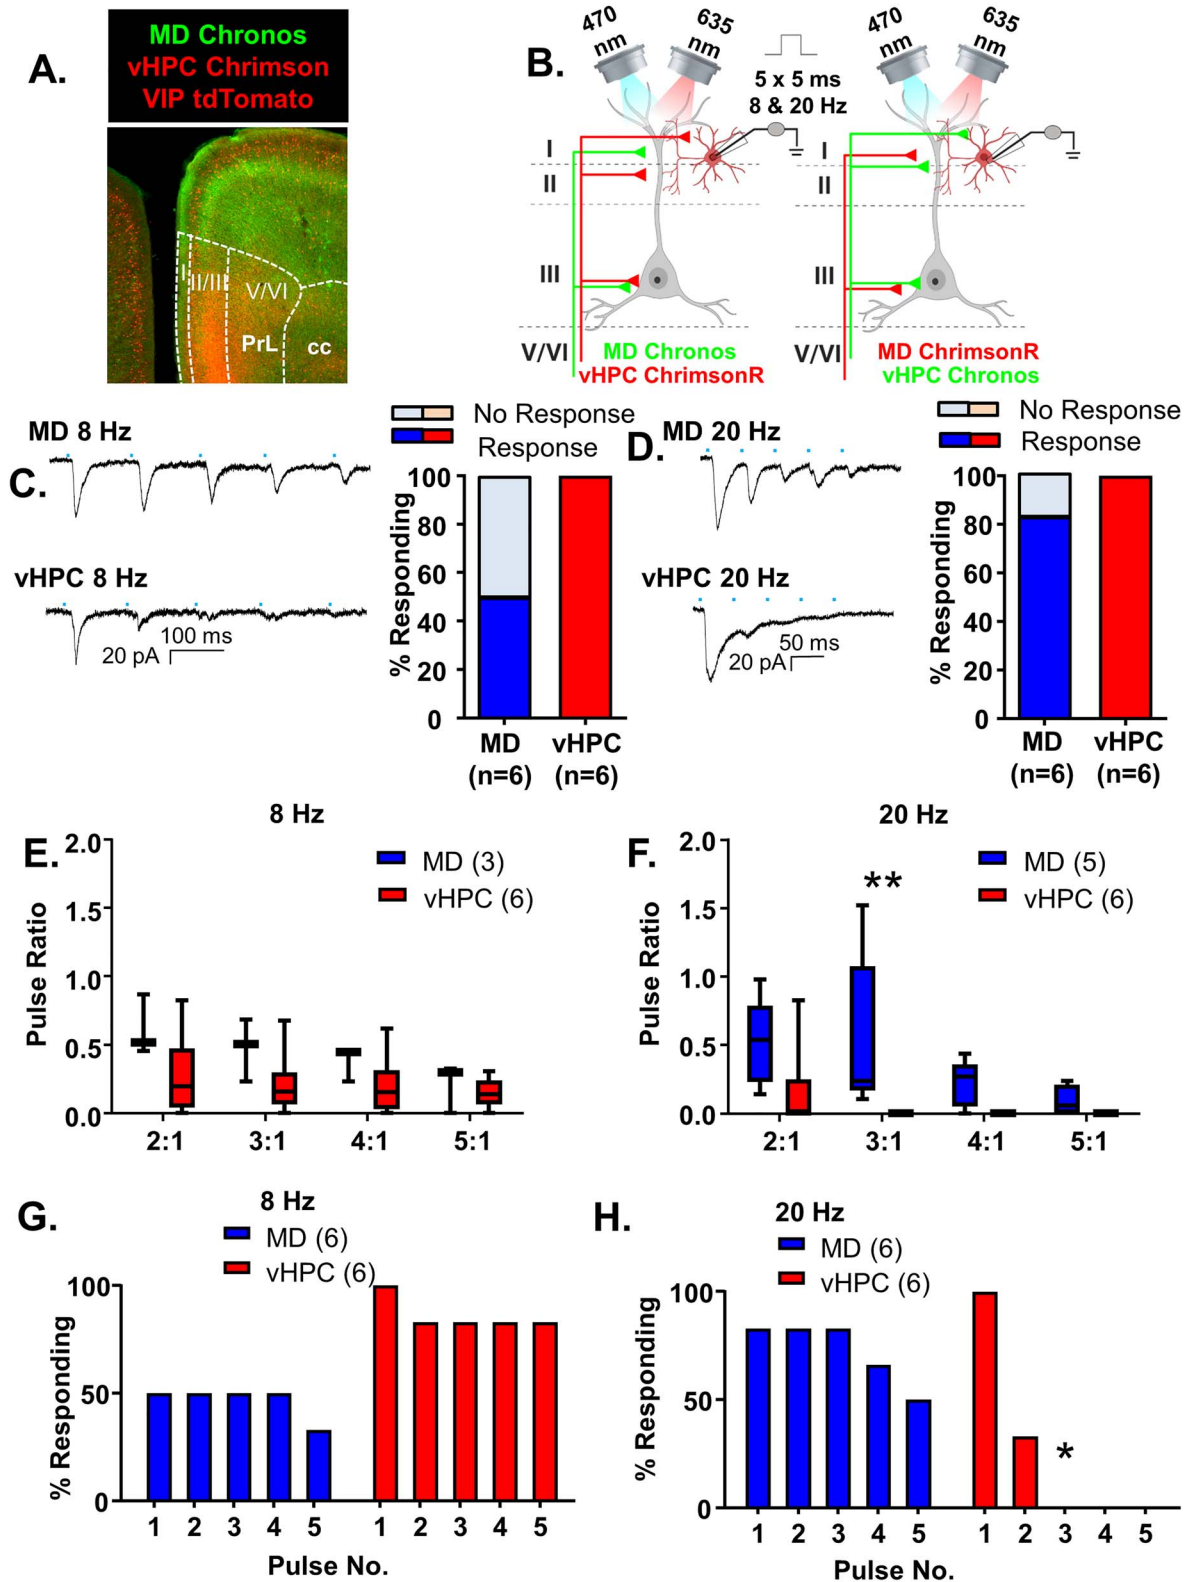 A.
MD Chronos
vHPC Chrimson
VIP tdTomato
I
II/III
V/VI
PrL
cc
B.
470 nm
635 nm
5 x 5 ms
8 & 20 Hz
I
II
III
V/VI
MD Chronos
vHPC ChrimsonR
470 nm
635 nm
I
II
III
V/VI
MD ChrimsonR
vHPC Chronos
C.
MD 8 Hz
vHPC 8 Hz
100 ms
20 pA
No Response
Response
% Responding
100
80
60
40
20
0
MD
(n=6)
vHPC
(n=6)
D.
MD 20 Hz
vHPC 20 Hz
50 ms
20 pA
No Response
Response
% Responding
100
80
60
40
20
0
MD
(n=6)
vHPC
(n=6)
E.
8 Hz
MD (3)
vHPC (6)
Pulse Ratio
2.0
1.5
1.0
0.5
0.0
2:1 3:1 4:1 5:1
F.
20 Hz
MD (5)
vHPC (6)
**
Pulse Ratio
2.0
1.5
1.0
0.5
0.0
2:1 3:1 4:1 5:1
G.
8 Hz
MD (6)
vHPC (6)
% Responding
100
50
0
1 2 3 4 5 1 2 3 4 5
Pulse No.
H.
20 Hz
MD (6)
vHPC (6)
% Responding
100
50
0
*
1 2 3 4 5 1 2 3 4 5
Pulse No.